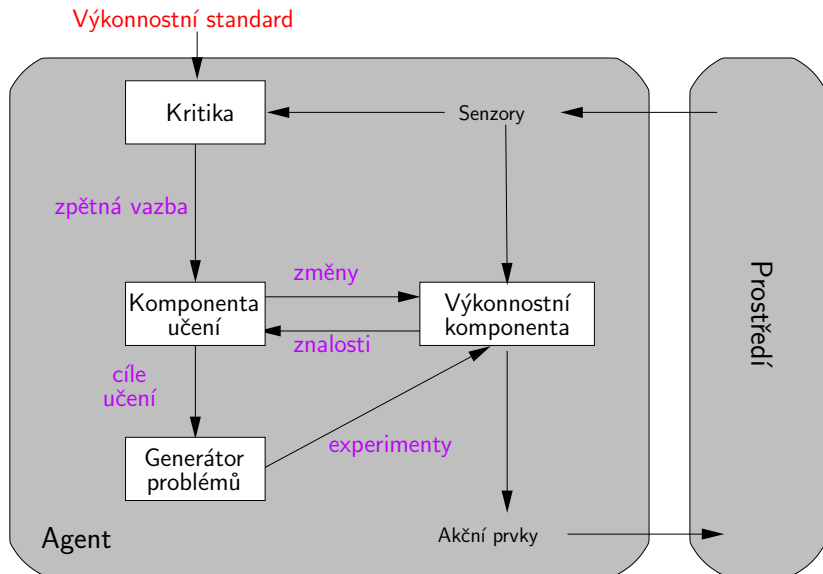 Výkonnostní standard
Kritika
Senzory
zpětná vazba
změny
Komponenta
učení
Výkonnostní
komponenta
znalosti
cíle
učení
experimenty
Generátor
problémů
Agent
Akční prvky
Prostředí